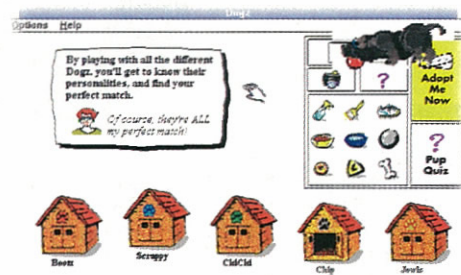 Dogz
Options Help
By playing with all the different
Dogz, you'll get to know their
personalities, and find your
perfect match.
Of course, they're ALL
my perfect match!
?
Adopt
Me
Now
?
Pup
Quiz
Bootz
Scrappy
CidCid
Chip
Jowls